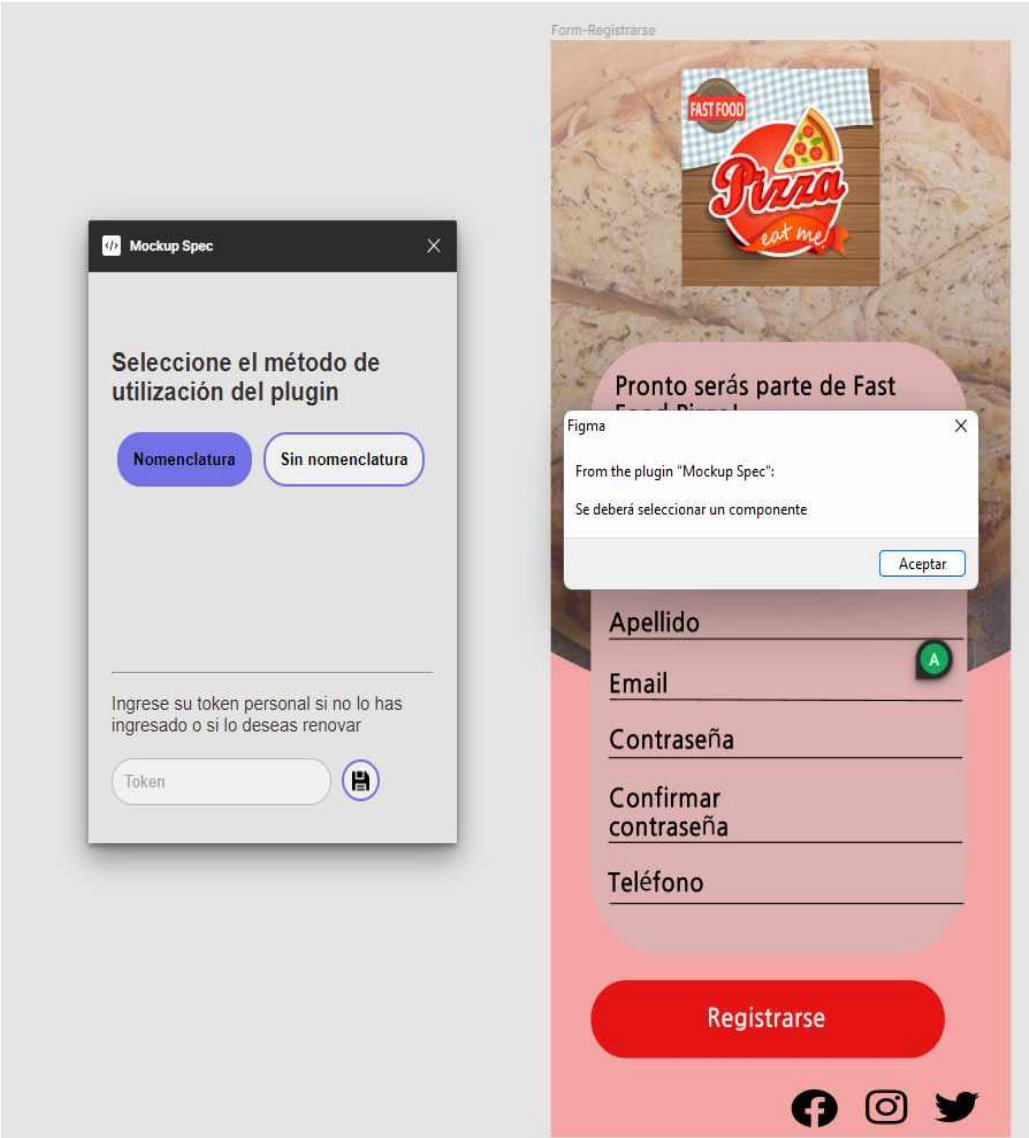 Form-Registrarse
FAST FOOD
Pizza
eat me!
Mockup Spec
Seleccione el método de
utilización del plugin
Nomenclatura
Sin nomenclatura
Ingrese su token personal si no lo has
ingresado o si lo deseas renovar
Token
Pronto serás parte de Fast
Food Pizza!
Figma
From the plugin "Mockup Spec":
Se deberá seleccionar un componente
Aceptar
Apellido
A
Email
Contraseña
Confirmar
contraseña
Teléfono
Registrarse